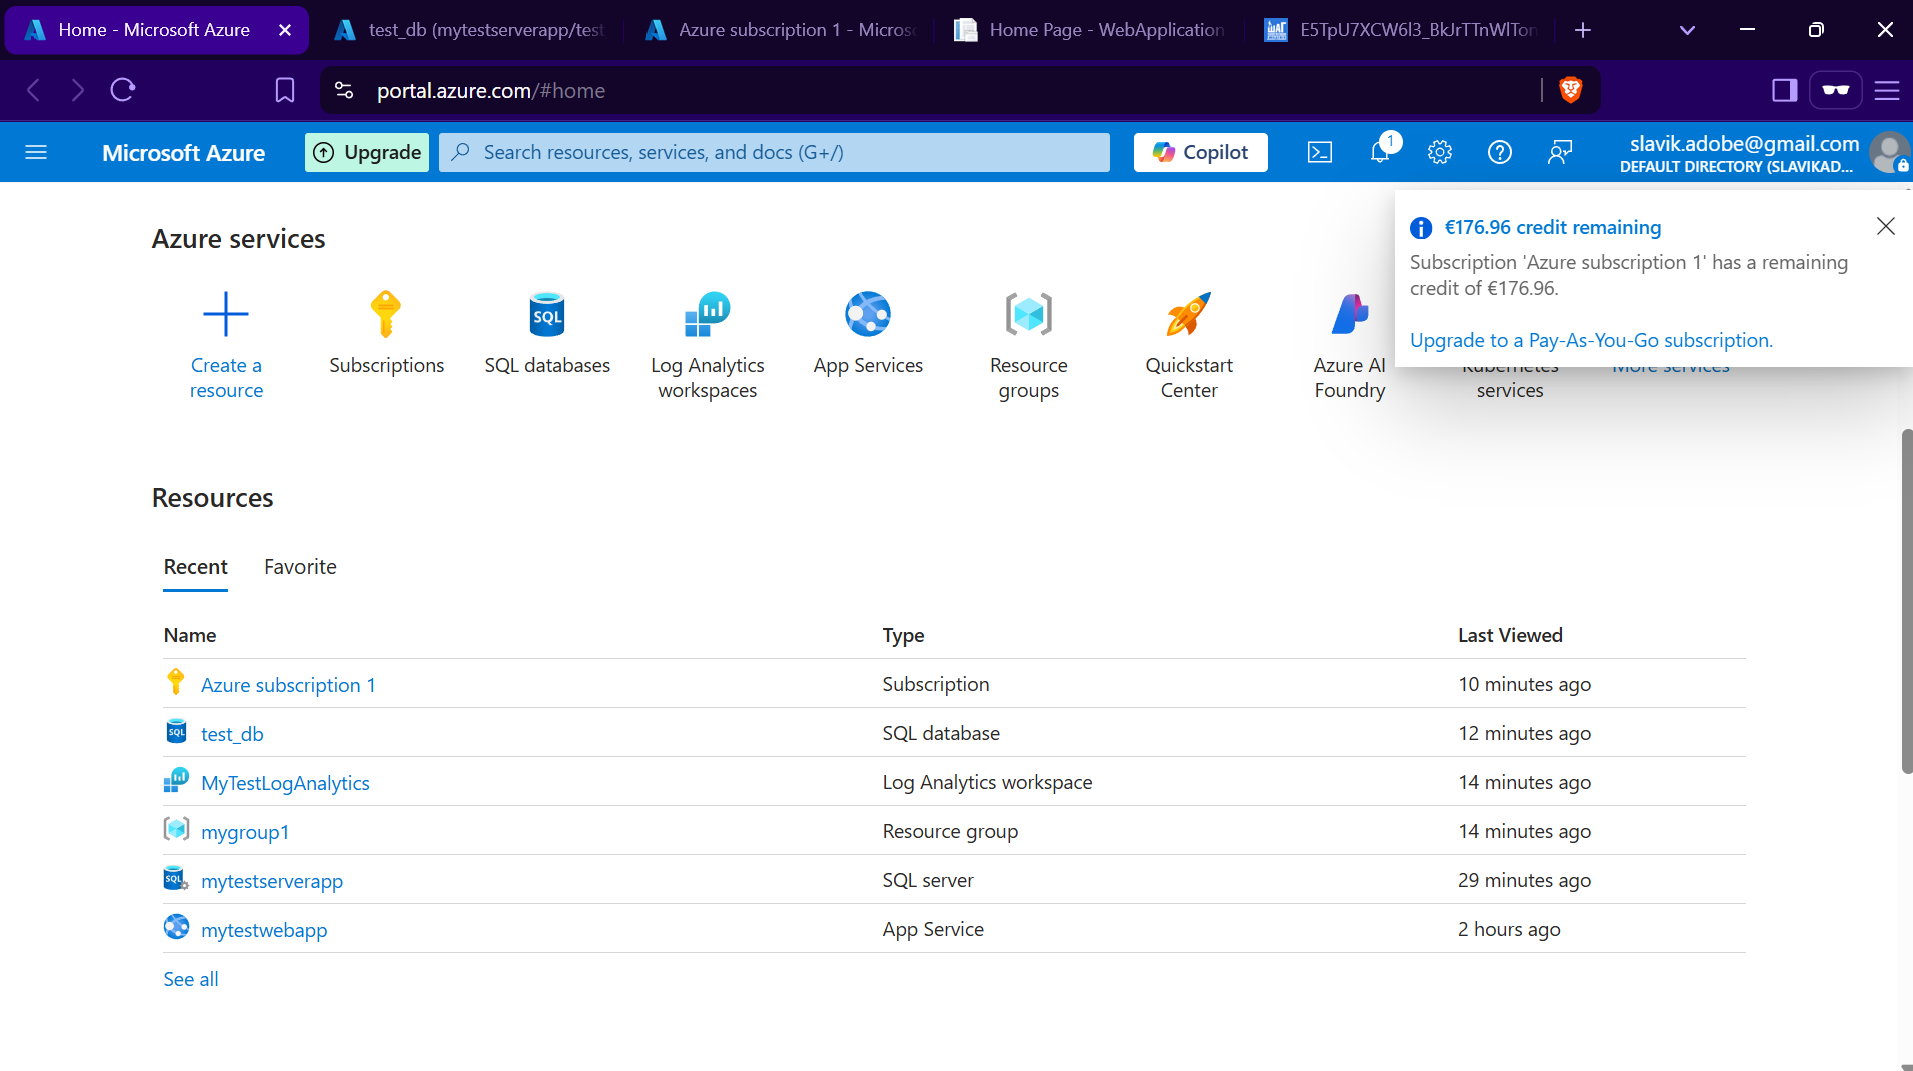 Home - Microsoft Azure
test_db (mytestserverapp/test
Azure subscription 1 - Micros
Home Page - WebApplication
portal.azure.com/#home
Microsoft Azure
Upgrade
Search resources, services, and docs (G+/)
Copilot
1
slavik.adobe@gmail.com
DEFAULT DIRECTORY (SLAVIKAD...
€176.96 credit remaining
Subscription 'Azure subscription 1' has a remaining
credit of €176.96.
Upgrade to a Pay-As-You-Go subscription.
Azure services
Create a
resource
Subscriptions
SQL databases
Log Analytics
workspaces
App Services
Resource
groups
Quickstart
Center
Azure AI
Foundry
Kubernetes
services
More services
Resources
Recent
Favorite
Name
Type
Last Viewed
Azure subscription 1
Subscription
10 minutes ago
test_db
SQL database
12 minutes ago
MyTestLogAnalytics
Log Analytics workspace
14 minutes ago
mygroup1
Resource group
14 minutes ago
mytestserverapp
SQL server
29 minutes ago
mytestwebapp
App Service
2 hours ago
See all